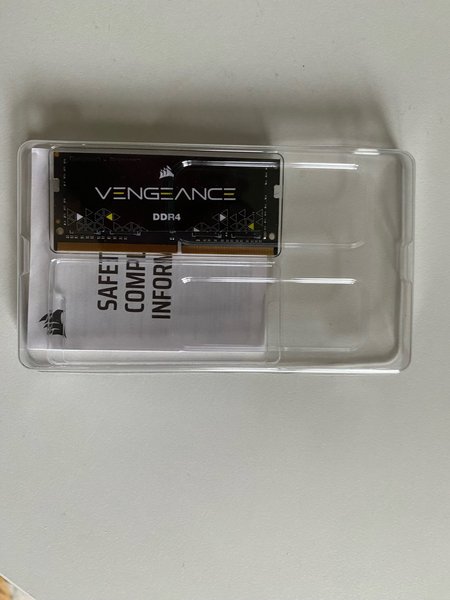 VENGEANCE
DDR4
SAFET
COMPL
INFORM